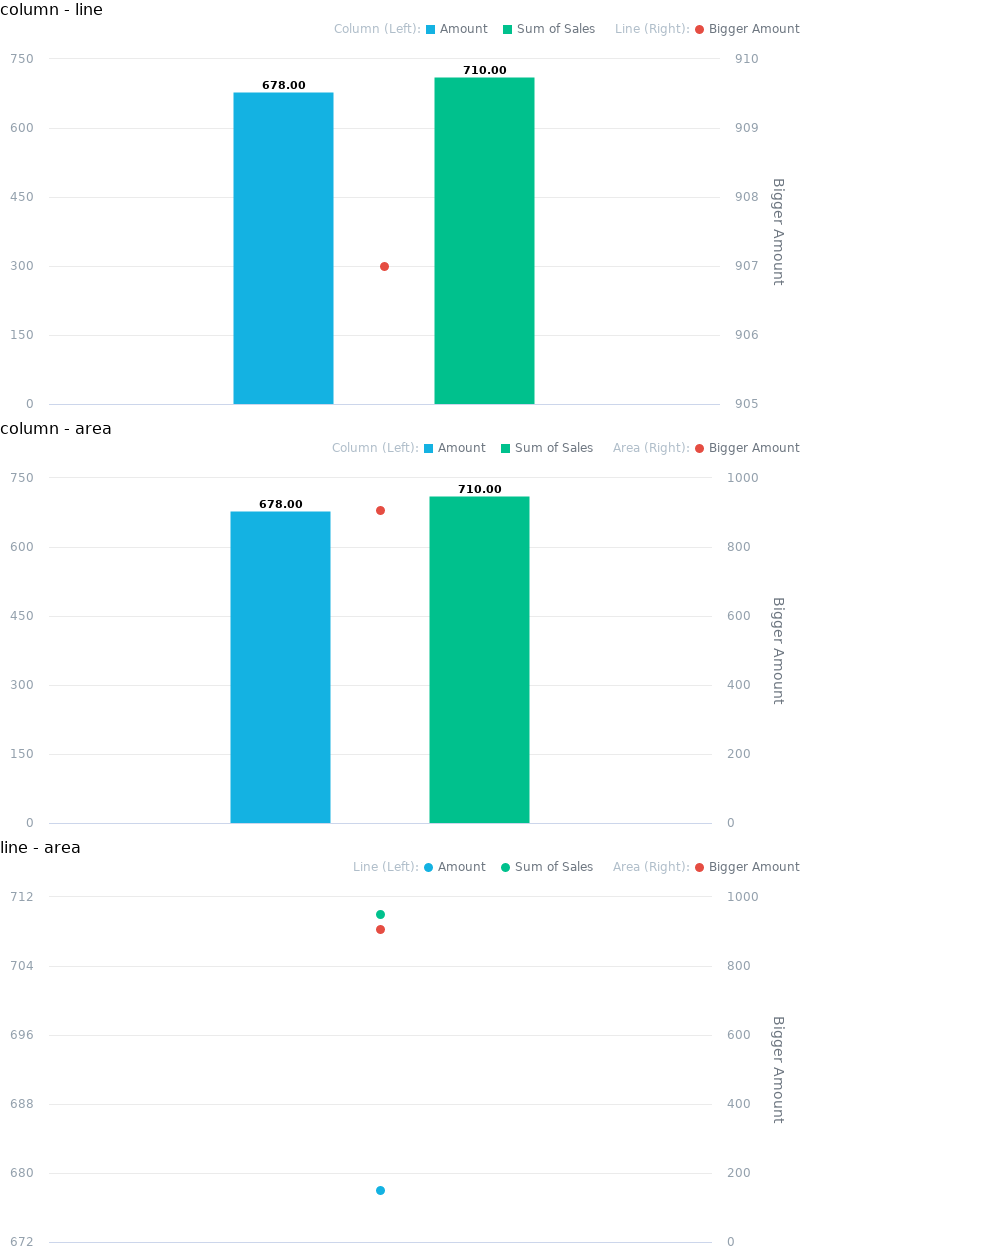 column - line
Column (Left): Amount Sum of Sales Line (Right): Bigger Amount
750 910
678.00 710.00
600 909
450 908
300 907
150 906
0 905
Bigger Amount
column - area
Column (Left): Amount Sum of Sales Area (Right): Bigger Amount
750 1000
678.00 710.00
600 800
450 600
300 400
150 200
0 0
Bigger Amount
line - area
Line (Left): Amount Sum of Sales Area (Right): Bigger Amount
712 1000
704 800
696 600
688 400
680 200
672 0
Bigger Amount